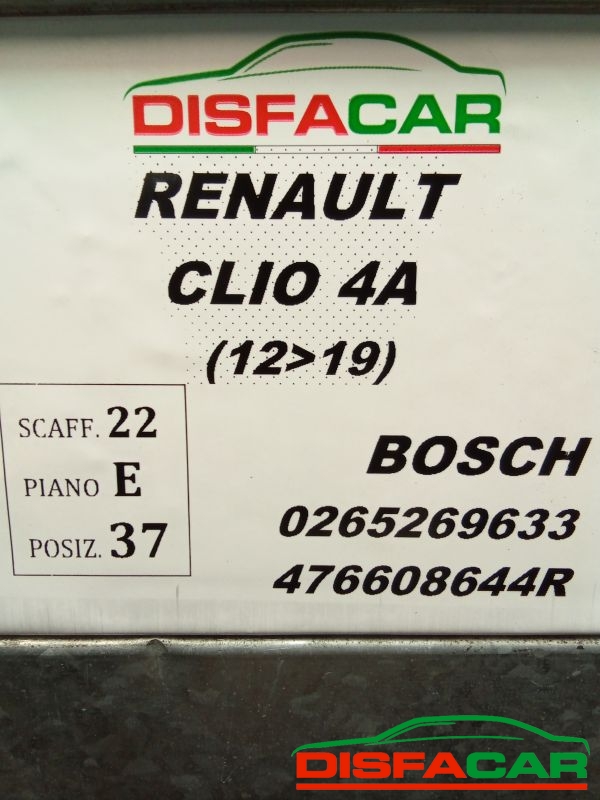 DISFACAR
RENAULT
CLIO 4A
(12>19)
SCAFF. 22
PIANO E
POSIZ. 37
BOSCH
0265269633
476608644R
DISFACAR